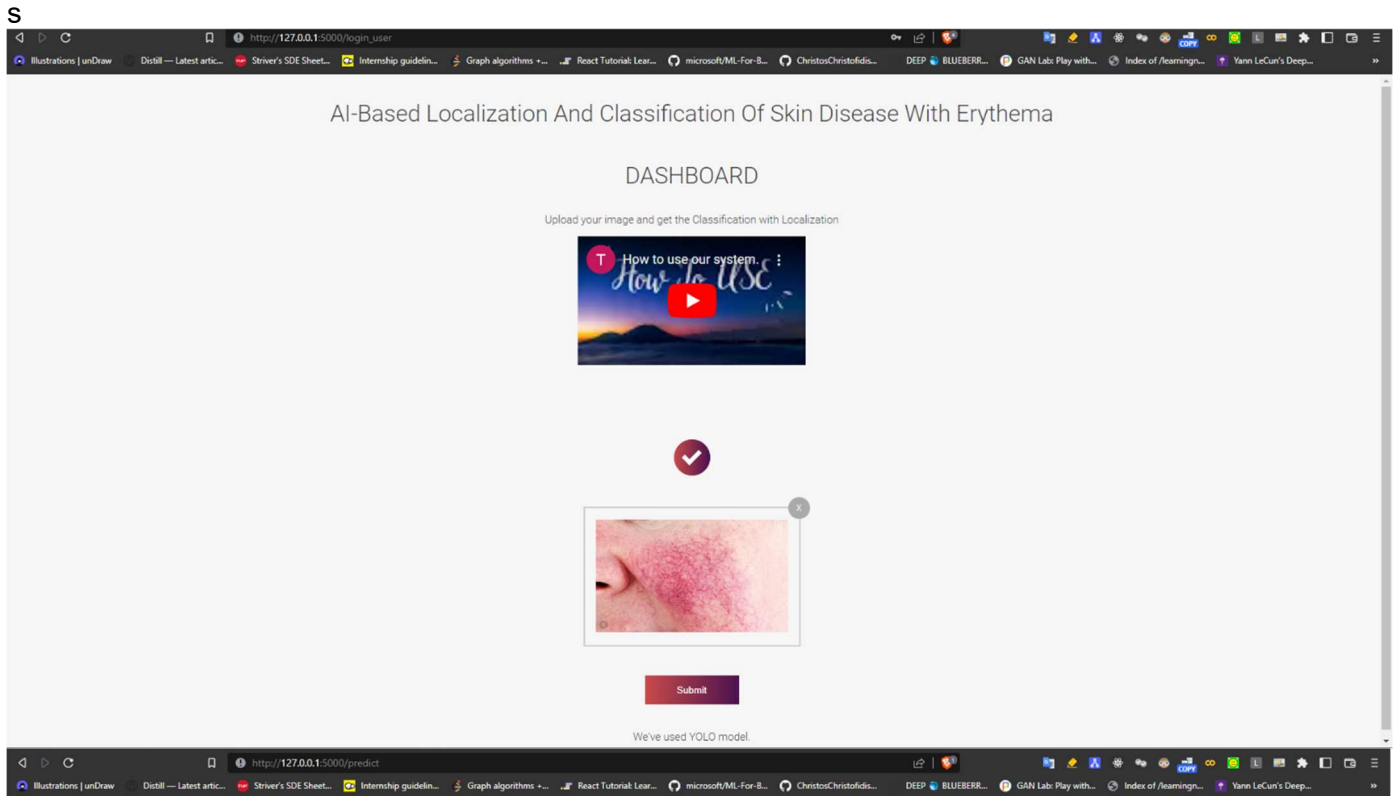 s
http://127.0.0.1:5000/login_user
Illustrations | unDraw Distill — Latest artic... Striver's SDE Sheet... Internship guidelin... Graph algorithms +... React Tutorial: Lear... microsoft/ML-For-B... ChristosChristofidis... DEEP BLUEBERR... GAN Lab: Play with... Index of /learningn... Yann LeCun's Deep... »
AI-Based Localization And Classification Of Skin Disease With Erythema
DASHBOARD
Upload your image and get the Classification with Localization
T How to use our system.
How To USE
X
Submit
We've used YOLO model.
http://127.0.0.1:5000/predict
Illustrations | unDraw Distill — Latest artic... Striver's SDE Sheet... Internship guidelin... Graph algorithms +... React Tutorial: Lear... microsoft/ML-For-B... ChristosChristofidis... DEEP BLUEBERR... GAN Lab: Play with... Index of /learningn... Yann LeCun's Deep... »